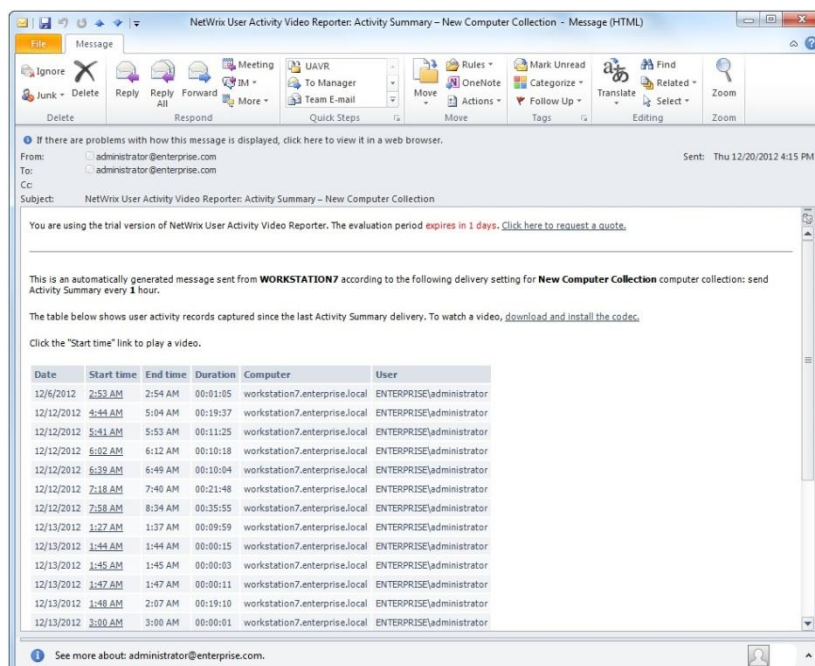 NetWrix User Activity Video Reporter: Activity Summary – New Computer Collection - Message (HTML)
File Message
Ignore
Junk
Delete
Delete
Reply
Reply All
Forward
Meeting
IM
More
Respond
UAVR
To Manager
Team E-mail
Quick Steps
Move
Rules
OneNote
Actions
Move
Mark Unread
Categorize
Follow Up
Tags
Translate
Find
Related
Select
Editing
Zoom
Zoom
If there are problems with how this message is displayed, click here to view it in a web browser.
From: administrator@enterprise.com Sent: Thu 12/20/2012 4:15 PM
To: administrator@enterprise.com
Cc:
Subject: NetWrix User Activity Video Reporter: Activity Summary – New Computer Collection
You are using the trial version of NetWrix User Activity Video Reporter. The evaluation period expires in 1 days. Click here to request a quote.
This is an automatically generated message sent from WORKSTATION7 according to the following delivery setting for New Computer Collection computer collection: send
Activity Summary every 1 hour.
The table below shows user activity records captured since the last Activity Summary delivery. To watch a video, download and install the codec.
Click the "Start time" link to play a video.
Date Start time End time Duration Computer User
12/6/2012 2:53 AM 2:54 AM 00:01:05 workstation7.enterprise.local ENTERPRISE\administrator
12/12/2012 4:44 AM 5:04 AM 00:19:37 workstation7.enterprise.local ENTERPRISE\administrator
12/12/2012 5:41 AM 5:53 AM 00:11:25 workstation7.enterprise.local ENTERPRISE\administrator
12/12/2012 6:02 AM 6:12 AM 00:10:18 workstation7.enterprise.local ENTERPRISE\administrator
12/12/2012 6:39 AM 6:49 AM 00:10:04 workstation7.enterprise.local ENTERPRISE\administrator
12/12/2012 7:18 AM 7:40 AM 00:21:48 workstation7.enterprise.local ENTERPRISE\administrator
12/12/2012 7:58 AM 8:34 AM 00:35:55 workstation7.enterprise.local ENTERPRISE\administrator
12/13/2012 1:27 AM 1:37 AM 00:09:59 workstation7.enterprise.local ENTERPRISE\administrator
12/13/2012 1:44 AM 1:44 AM 00:00:15 workstation7.enterprise.local ENTERPRISE\administrator
12/13/2012 1:45 AM 1:45 AM 00:00:03 workstation7.enterprise.local ENTERPRISE\administrator
12/13/2012 1:47 AM 1:47 AM 00:00:11 workstation7.enterprise.local ENTERPRISE\administrator
12/13/2012 1:48 AM 2:07 AM 00:19:10 workstation7.enterprise.local ENTERPRISE\administrator
12/13/2012 3:00 AM 3:00 AM 00:00:01 workstation7.enterprise.local ENTERPRISE\administrator
See more about: administrator@enterprise.com.